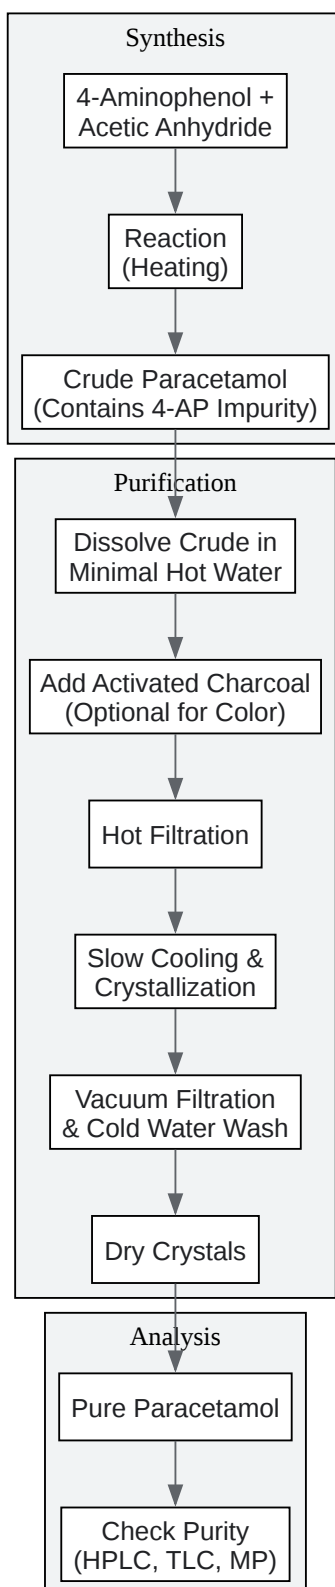 Synthesis
4-Aminophenol +
Acetic Anhydride
Reaction
(Heating)
Crude Paracetamol
(Contains 4-AP Impurity)
Purification
Dissolve Crude in
Minimal Hot Water
Add Activated Charcoal
(Optional for Color)
Hot Filtration
Slow Cooling &
Crystallization
Vacuum Filtration
& Cold Water Wash
Dry Crystals
Analysis
Pure Paracetamol
Check Purity
(HPLC, TLC, MP)